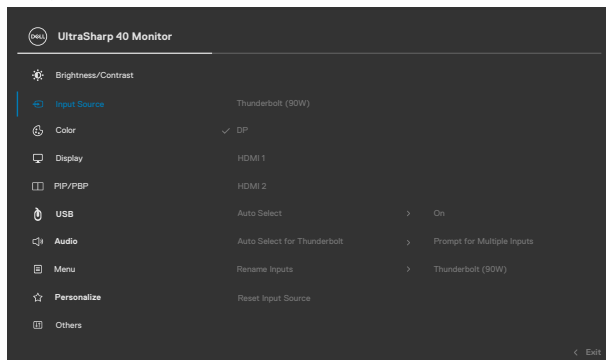 DELL UltraSharp 40 Monitor
Brightness/Contrast
Input Source Thunderbolt (90W)
Color DP
Display HDMI 1
PIP/PBP HDMI 2
USB Auto Select > On
Audio Auto Select for Thunderbolt > Prompt for Multiple Inputs
Menu Rename Inputs > Thunderbolt (90W)
Personalize Reset Input Source
Others
< Exit